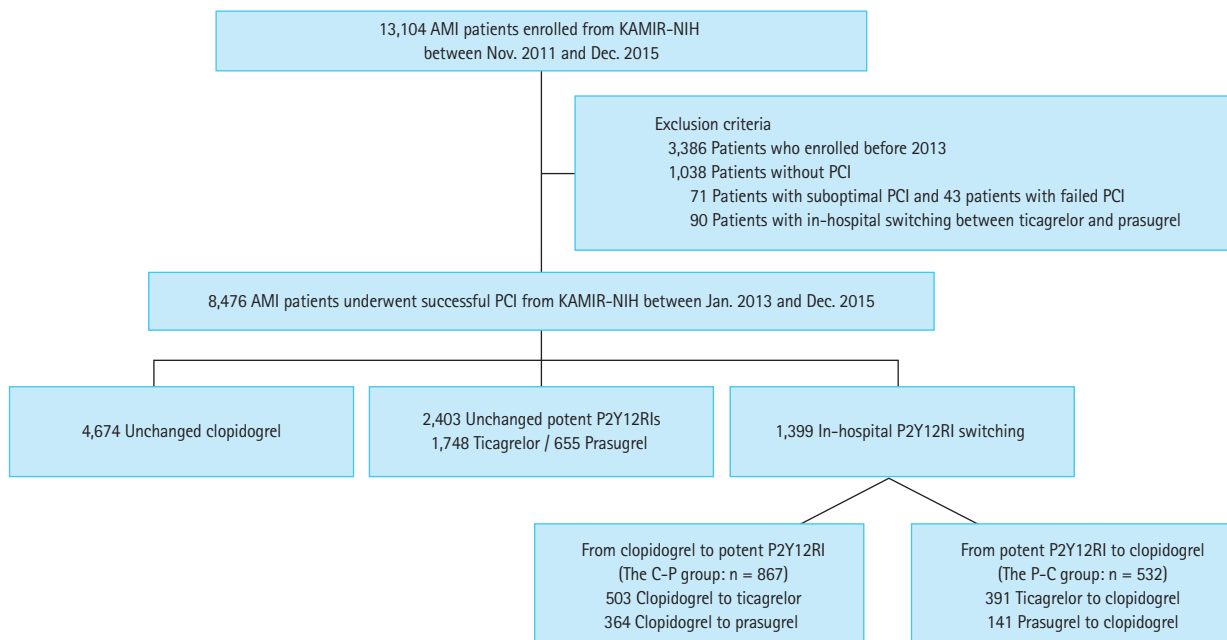 13,104 AMI patients enrolled from KAMIR-NIH
between Nov. 2011 and Dec. 2015
Exclusion criteria
3,386 Patients who enrolled before 2013
1,038 Patients without PCI
71 Patients with suboptimal PCI and 43 patients with failed PCI
90 Patients with in-hospital switching between ticagrelor and prasugrel
8,476 AMI patients underwent successful PCI from KAMIR-NIH between Jan. 2013 and Dec. 2015
4,674 Unchanged clopidogrel
2,403 Unchanged potent P2Y12RIs
1,748 Ticagrelor / 655 Prasugrel
1,399 In-hospital P2Y12RI switching
From clopidogrel to potent P2Y12RI
(The C-P group: n = 867)
503 Clopidogrel to ticagrelor
364 Clopidogrel to prasugrel
From potent P2Y12RI to clopidogrel
(The P-C group: n = 532)
391 Ticagrelor to clopidogrel
141 Prasugrel to clopidogrel